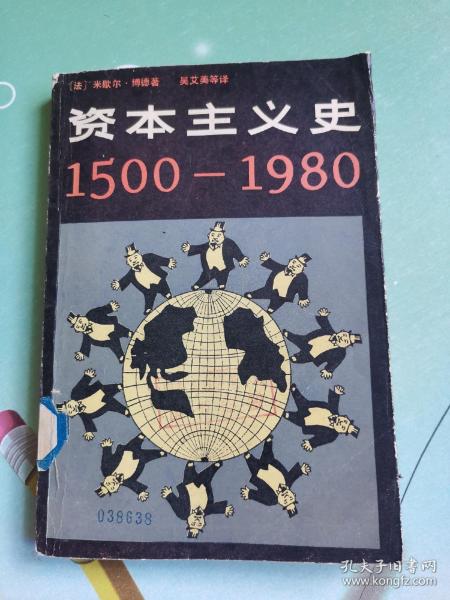 〔法〕米歇尔·博德著 吴艾美等译
资本主义史
1500－1980
038638
孔夫子旧书网
www.kongfz.com